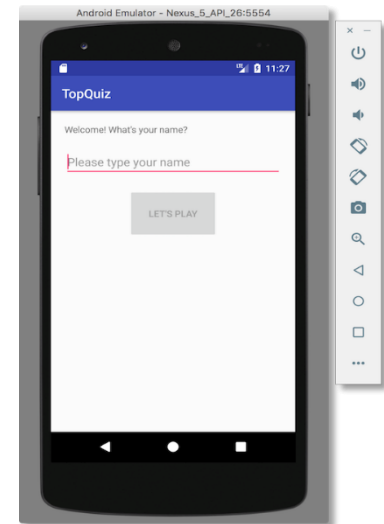 Android Emulator - Nexus_5_API_26:5554
11:27
TopQuiz
Welcome! What's your name?
Please type your name
LET'S PLAY